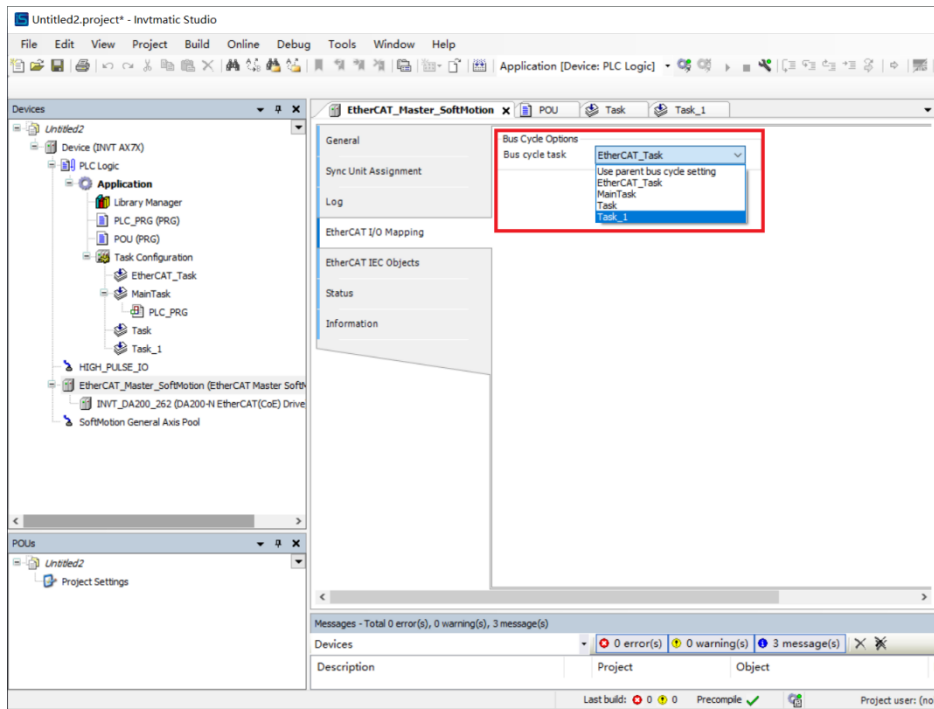 Untitled2.project* - Invtmatic Studio
File Edit View Project Build Online Debug Tools Window Help
Application [Device: PLC Logic]
Devices
Untitled2
Device (INVT AX7X)
PLC Logic
Application
Library Manager
PLC_PRG (PRG)
POU (PRG)
Task Configuration
EtherCAT_Task
MainTask
PLC_PRG
Task
Task_1
HIGH_PULSE_IO
EtherCAT_Master_SoftMotion (EtherCAT Master Soft
INVT_DA200_262 (DA200-N EtherCAT(CoE) Drive
SoftMotion General Axis Pool
POUs
Untitled2
Project Settings
EtherCAT_Master_SoftMotion POU Task Task_1
General
Sync Unit Assignment
Log
EtherCAT I/O Mapping
EtherCAT IEC Objects
Status
Information
Bus Cycle Options
Bus cycle task EtherCAT_Task
Use parent bus cycle setting
EtherCAT_Task
MainTask
Task
Task_1
Messages - Total 0 error(s), 0 warning(s), 3 message(s)
Devices 0 error(s) 0 warning(s) 3 message(s)
Description Project Object
Last build: 0 0 Precompile Project user: (no